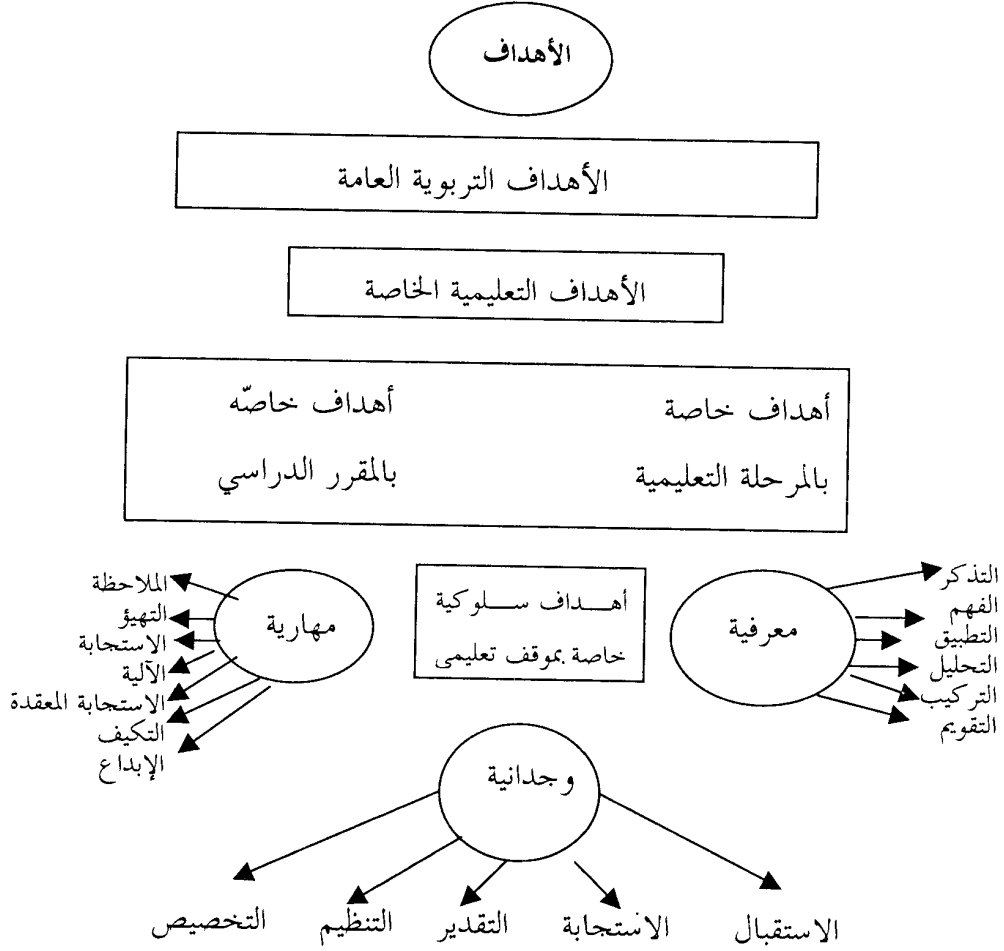 الأهداف
الأهداف التربوية العامة
الأهداف التعليمية الخاصة
أهداف خاصة
بالمرحلة التعليمية
أهداف خاصّه
بالمقرر الدراسي
معرفية
التذكر
الفهم
التطبيق
التحليل
التركيب
التقويم
أهـــداف ســلوكية
خاصة بموقف تعليمى
مهارية
الملاحظة
التهيؤ
الاستجابة
الآلية
الاستجابة المعقدة
التكيف
الإبداع
وجدانية
الاستقبال
الاستجابة
التقدير
التنظيم
التخصيص